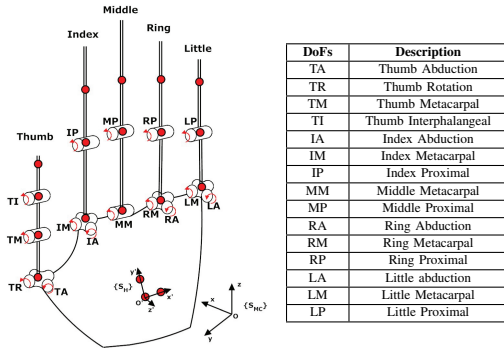 Middle
Ring
Index
Little
Thumb
IP
MP
RP
LP
TI
TM
IM
IA
MM
RM
RA
LM
LA
TR
TA
y'
x'
O'
z'
{S_H}
z
x
O
y
{S_MC}
DoFs Description
TA Thumb Abduction
TR Thumb Rotation
TM Thumb Metacarpal
TI Thumb Interphalangeal
IA Index Abduction
IM Index Metacarpal
IP Index Proximal
MM Middle Metacarpal
MP Middle Proximal
RA Ring Abduction
RM Ring Metacarpal
RP Ring Proximal
LA Little abduction
LM Little Metacarpal
LP Little Proximal